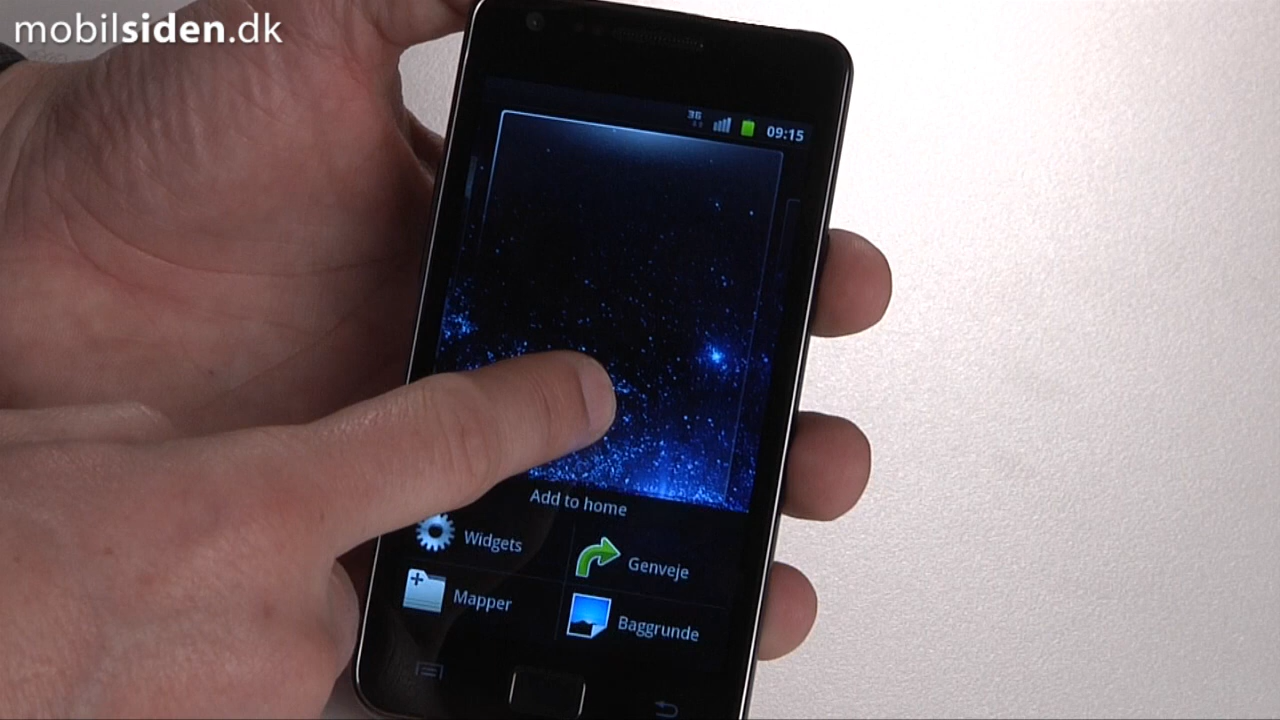 mobilsiden.dk
3G
09:15
Add to home
Widgets
Genveje
Mapper
Baggrunde